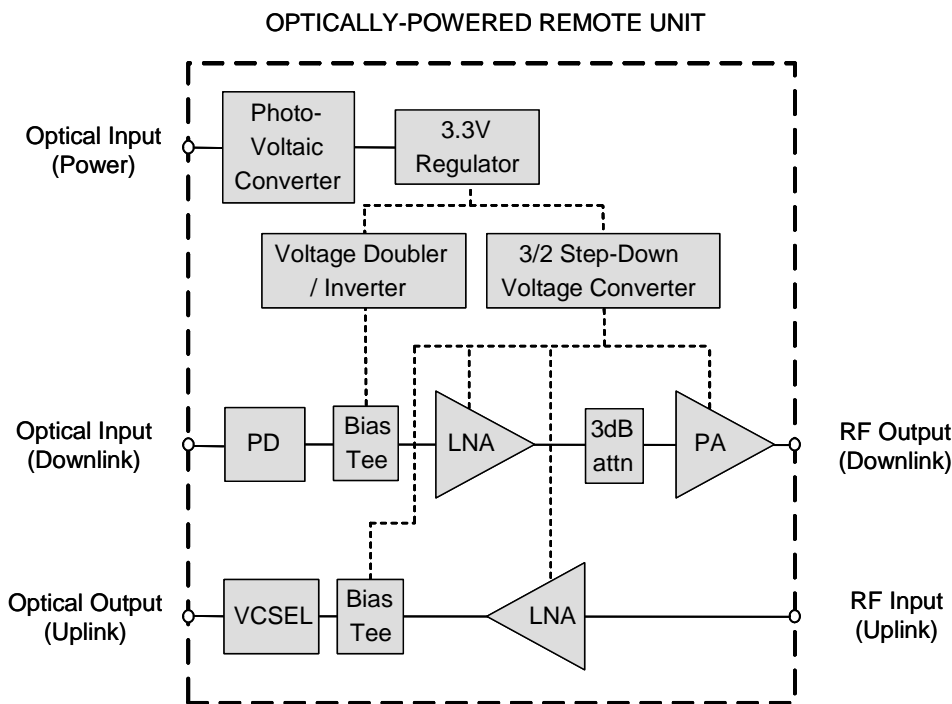 OPTICALLY-POWERED REMOTE UNIT
Optical Input
(Power)
Photo-
Voltaic
Converter
3.3V
Regulator
Voltage Doubler
/ Inverter
3/2 Step-Down
Voltage Converter
Optical Input
(Downlink)
PD
Bias
Tee
LNA
3dB
attn
PA
RF Output
(Downlink)
Optical Output
(Uplink)
VCSEL
Bias
Tee
LNA
RF Input
(Uplink)